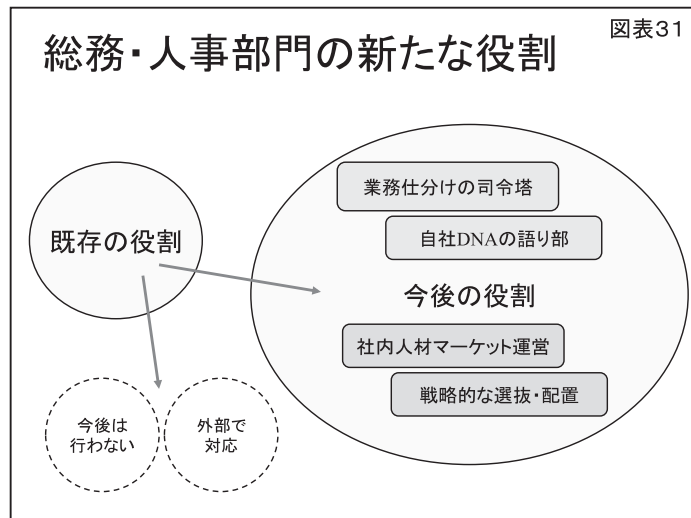 図表31
総務・人事部門の新たな役割
業務仕分けの司令塔
自社DNAの語り部
既存の役割
今後の役割
社内人材マーケット運営
戦略的な選抜・配置
今後は
行わない
外部で
対応